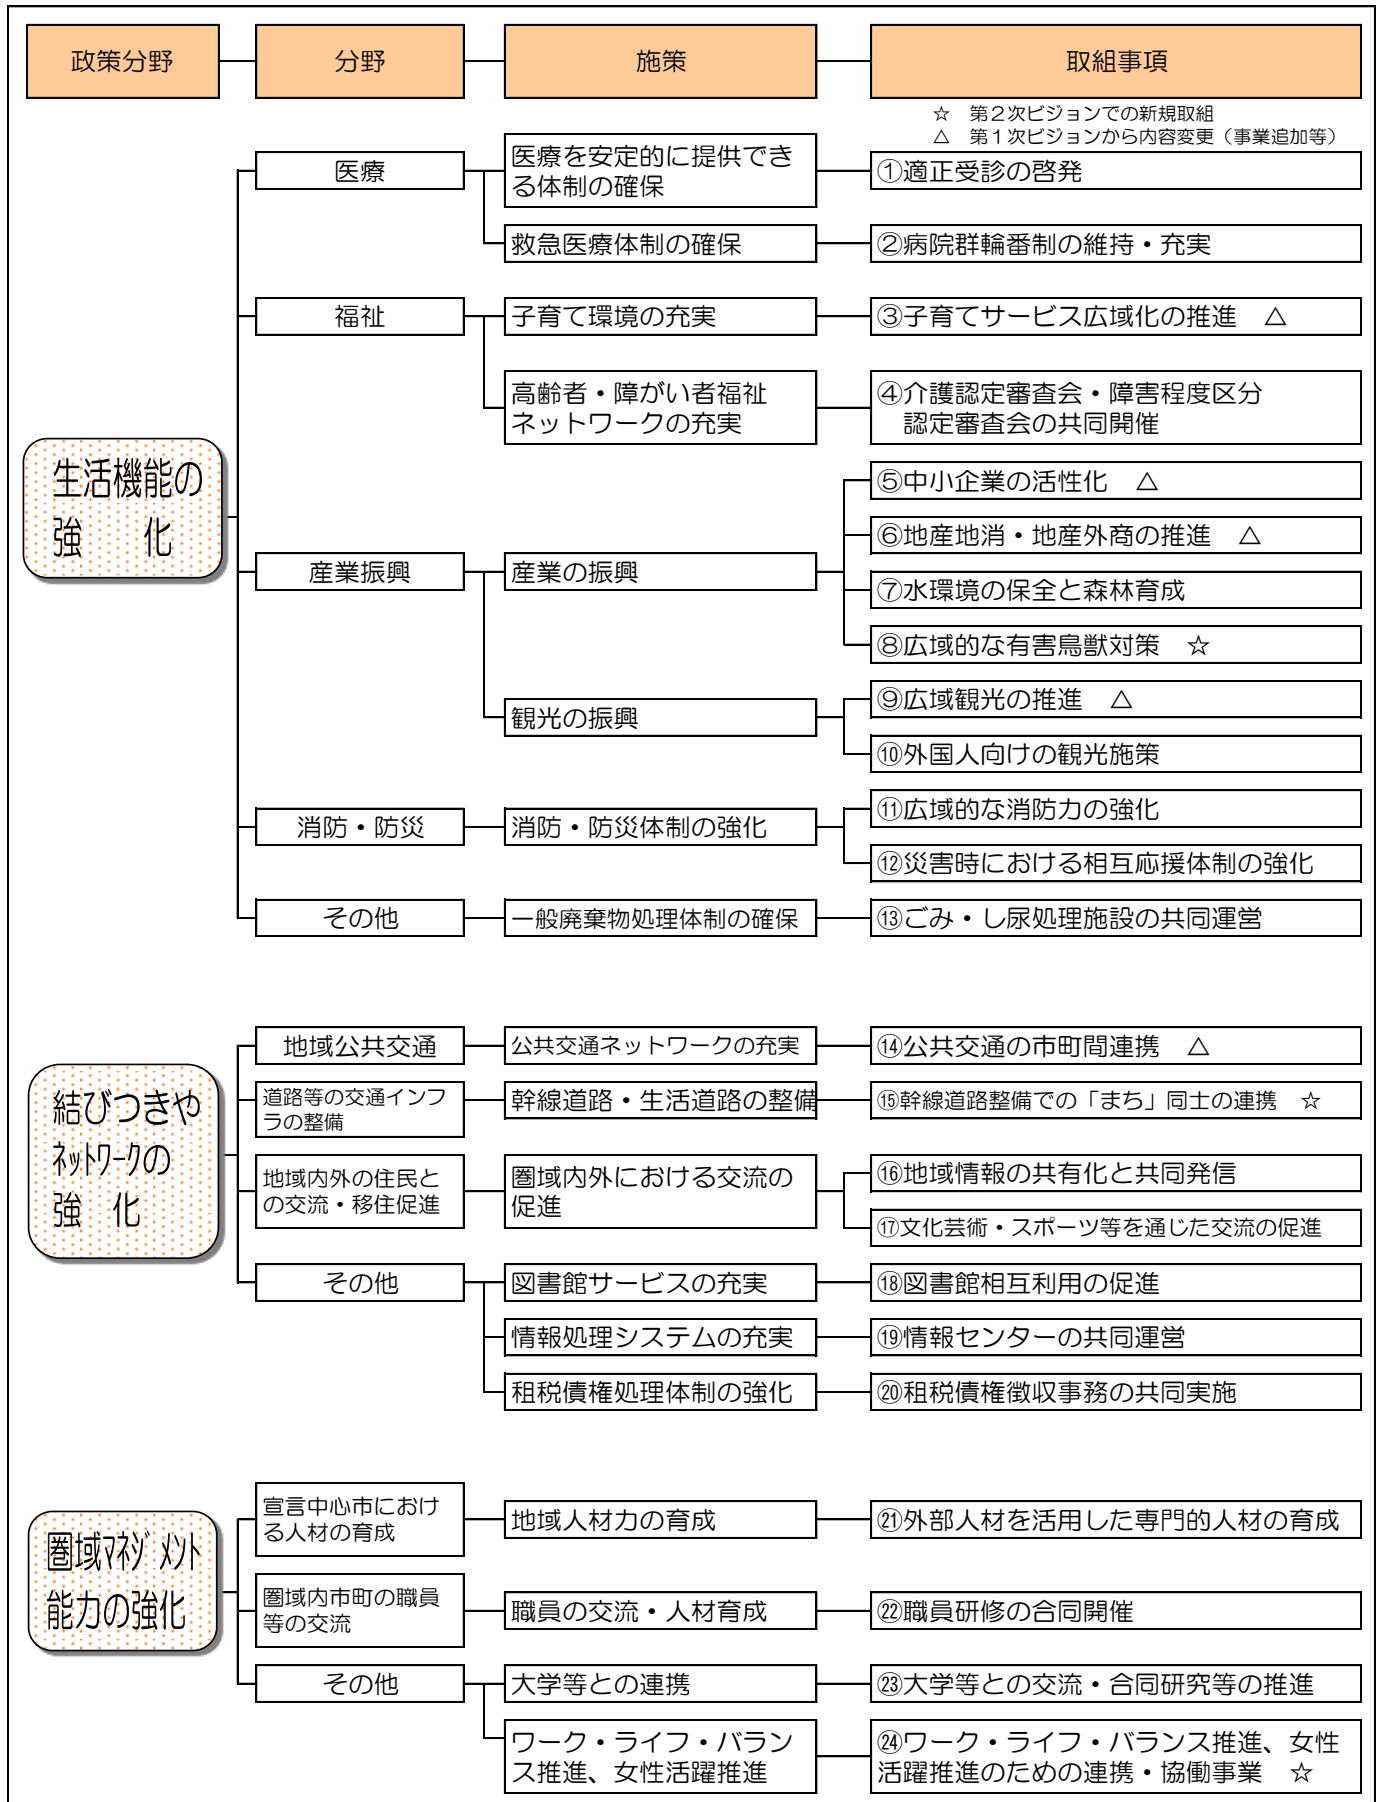 政策分野
分野
施策
取組事項
☆　第２次ビジョンでの新規取組
△　第１次ビジョンから内容変更（事業追加等）
生活機能の
強　化
医療
医療を安定的に提供でき
る体制の確保
①適正受診の啓発
救急医療体制の確保
②病院群輪番制の維持・充実
福祉
子育て環境の充実
③子育てサービス広域化の推進　△
高齢者・障がい者福祉
ネットワークの充実
④介護認定審査会・障害程度区分
認定審査会の共同開催
産業振興
産業の振興
⑤中小企業の活性化　△
⑥地産地消・地産外商の推進　△
⑦水環境の保全と森林育成
⑧広域的な有害鳥獣対策　☆
観光の振興
⑨広域観光の推進　△
⑩外国人向けの観光施策
消防・防災
消防・防災体制の強化
⑪広域的な消防力の強化
⑫災害時における相互応援体制の強化
その他
一般廃棄物処理体制の確保
⑬ごみ・し尿処理施設の共同運営
結びつきや
ﾈｯﾄﾜｰｸの
強　化
地域公共交通
公共交通ネットワークの充実
⑭公共交通の市町間連携　△
道路等の交通インフ
ラの整備
幹線道路・生活道路の整備
⑮幹線道路整備での「まち」同士の連携　☆
地域内外の住民と
の交流・移住促進
圏域内外における交流の
促進
⑯地域情報の共有化と共同発信
⑰文化芸術・スポーツ等を通じた交流の促進
その他
図書館サービスの充実
⑱図書館相互利用の促進
情報処理システムの充実
⑲情報センターの共同運営
租税債権処理体制の強化
⑳租税債権徴収事務の共同実施
圏域ﾏﾈｼﾞﾒﾝﾄ
能力の強化
宣言中心市におけ
る人材の育成
地域人材力の育成
㉑外部人材を活用した専門的人材の育成
圏域内市町の職員
等の交流
職員の交流・人材育成
㉒職員研修の合同開催
その他
大学等との連携
㉓大学等との交流・合同研究等の推進
ワーク・ライフ・バラン
ス推進、女性活躍推進
㉔ワーク・ライフ・バランス推進、女性
活躍推進のための連携・協働事業　☆